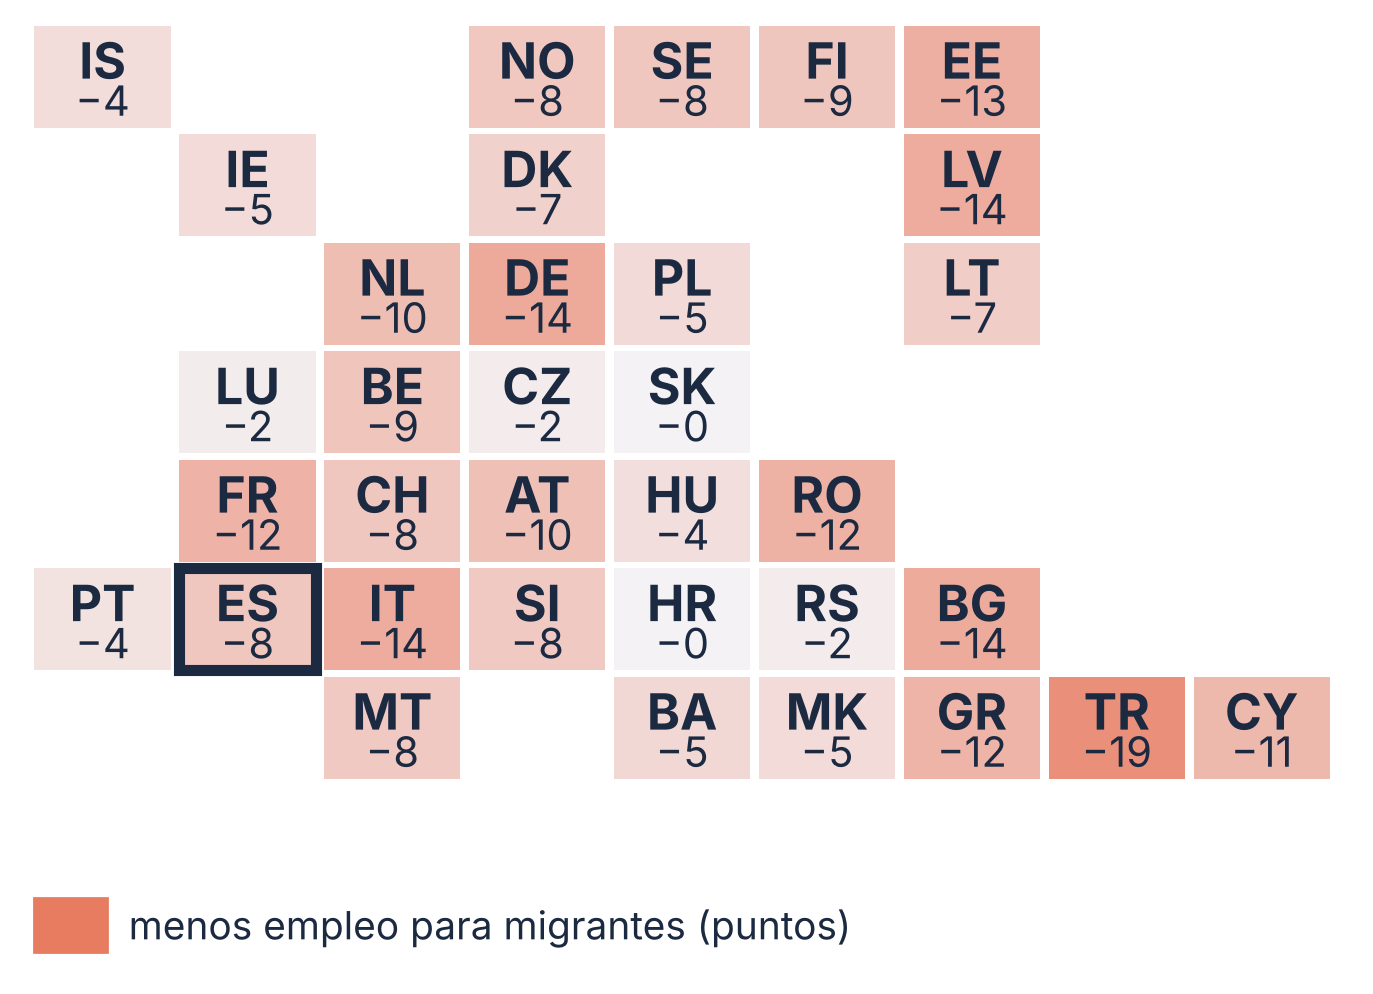 IS NO SE FI EE
−4 −8 −8 −9 −13
IE DK LV
−5 −7 −14
NL DE PL LT
−10 −14 −5 −7
LU BE CZ SK
−2 −9 −2 −0
FR CH AT HU RO
−12 −8 −10 −4 −12
PT ES IT SI HR RS BG
−4 −8 −14 −8 −0 −2 −14
MT BA MK GR TR CY
−8 −5 −5 −12 −19 −11
menos empleo para migrantes (puntos)